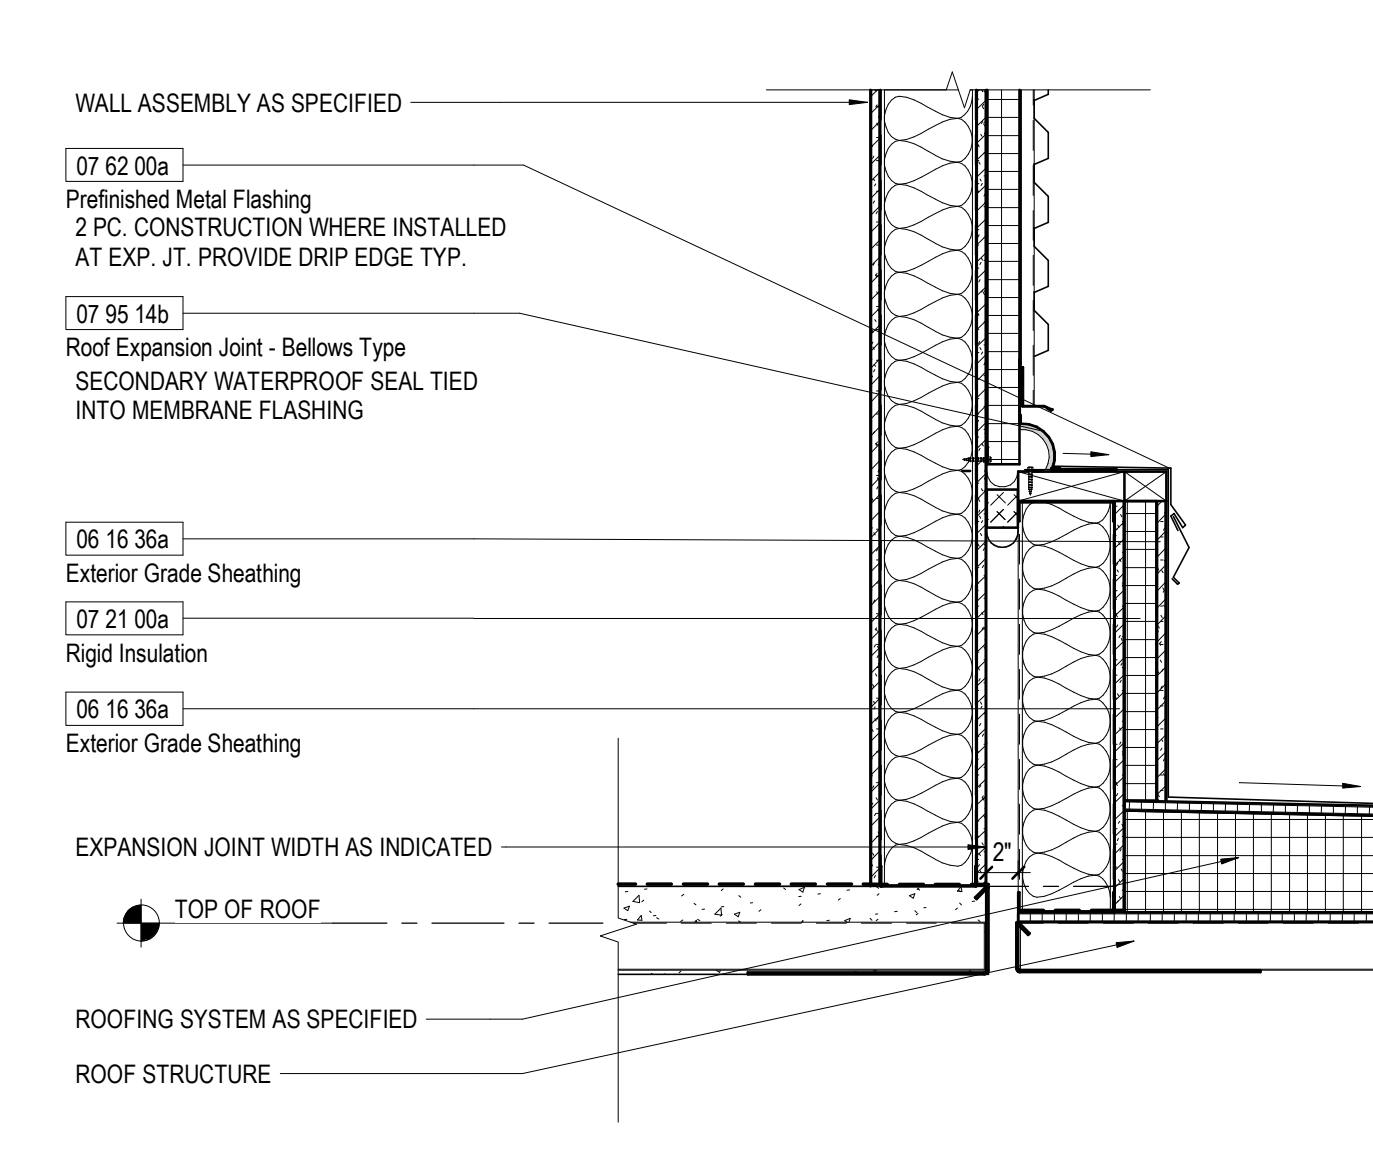 WALL ASSEMBLY AS SPECIFIED
07 62 00a
Prefinished Metal Flashing
2 PC. CONSTRUCTION WHERE INSTALLED
AT EXP. JT. PROVIDE DRIP EDGE TYP.
07 95 14b
Roof Expansion Joint - Bellows Type
SECONDARY WATERPROOF SEAL TIED
INTO MEMBRANE FLASHING
06 16 36a
Exterior Grade Sheathing
07 21 00a
Rigid Insulation
06 16 36a
Exterior Grade Sheathing
EXPANSION JOINT WIDTH AS INDICATED
2"
TOP OF ROOF
ROOFING SYSTEM AS SPECIFIED
ROOF STRUCTURE